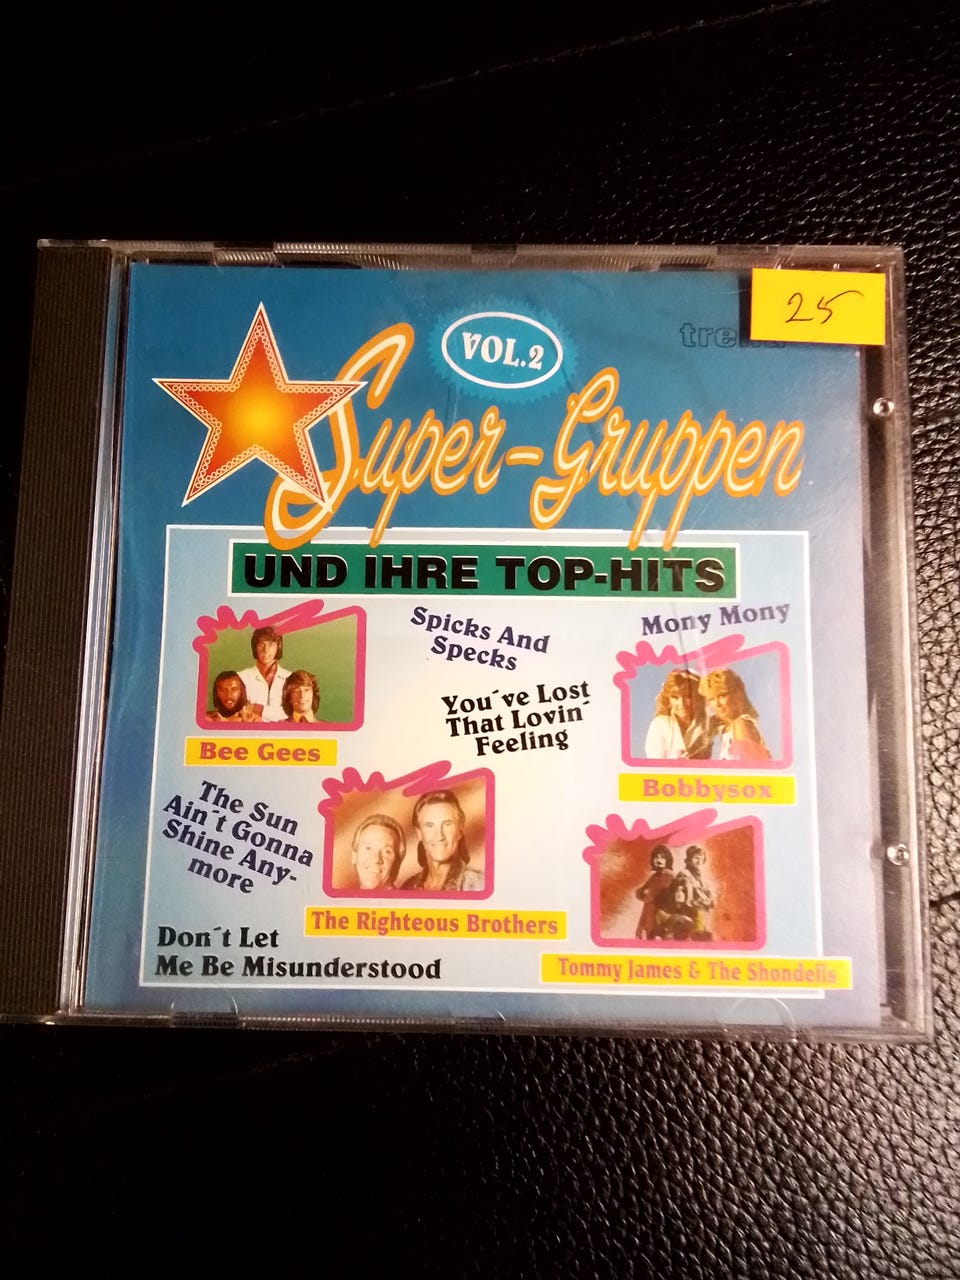 25
VOL.2
Super-Gruppen
UND IHRE TOP-HITS
Spicks And
Specks
Mony Mony
You´ve Lost
That Lovin´
Feeling
Bee Gees
Bobbysox
The Sun
Ain´t Gonna
Shine Any-
more
The Righteous Brothers
Don´t Let
Me Be Misunderstood
Tommy James & The Shondells